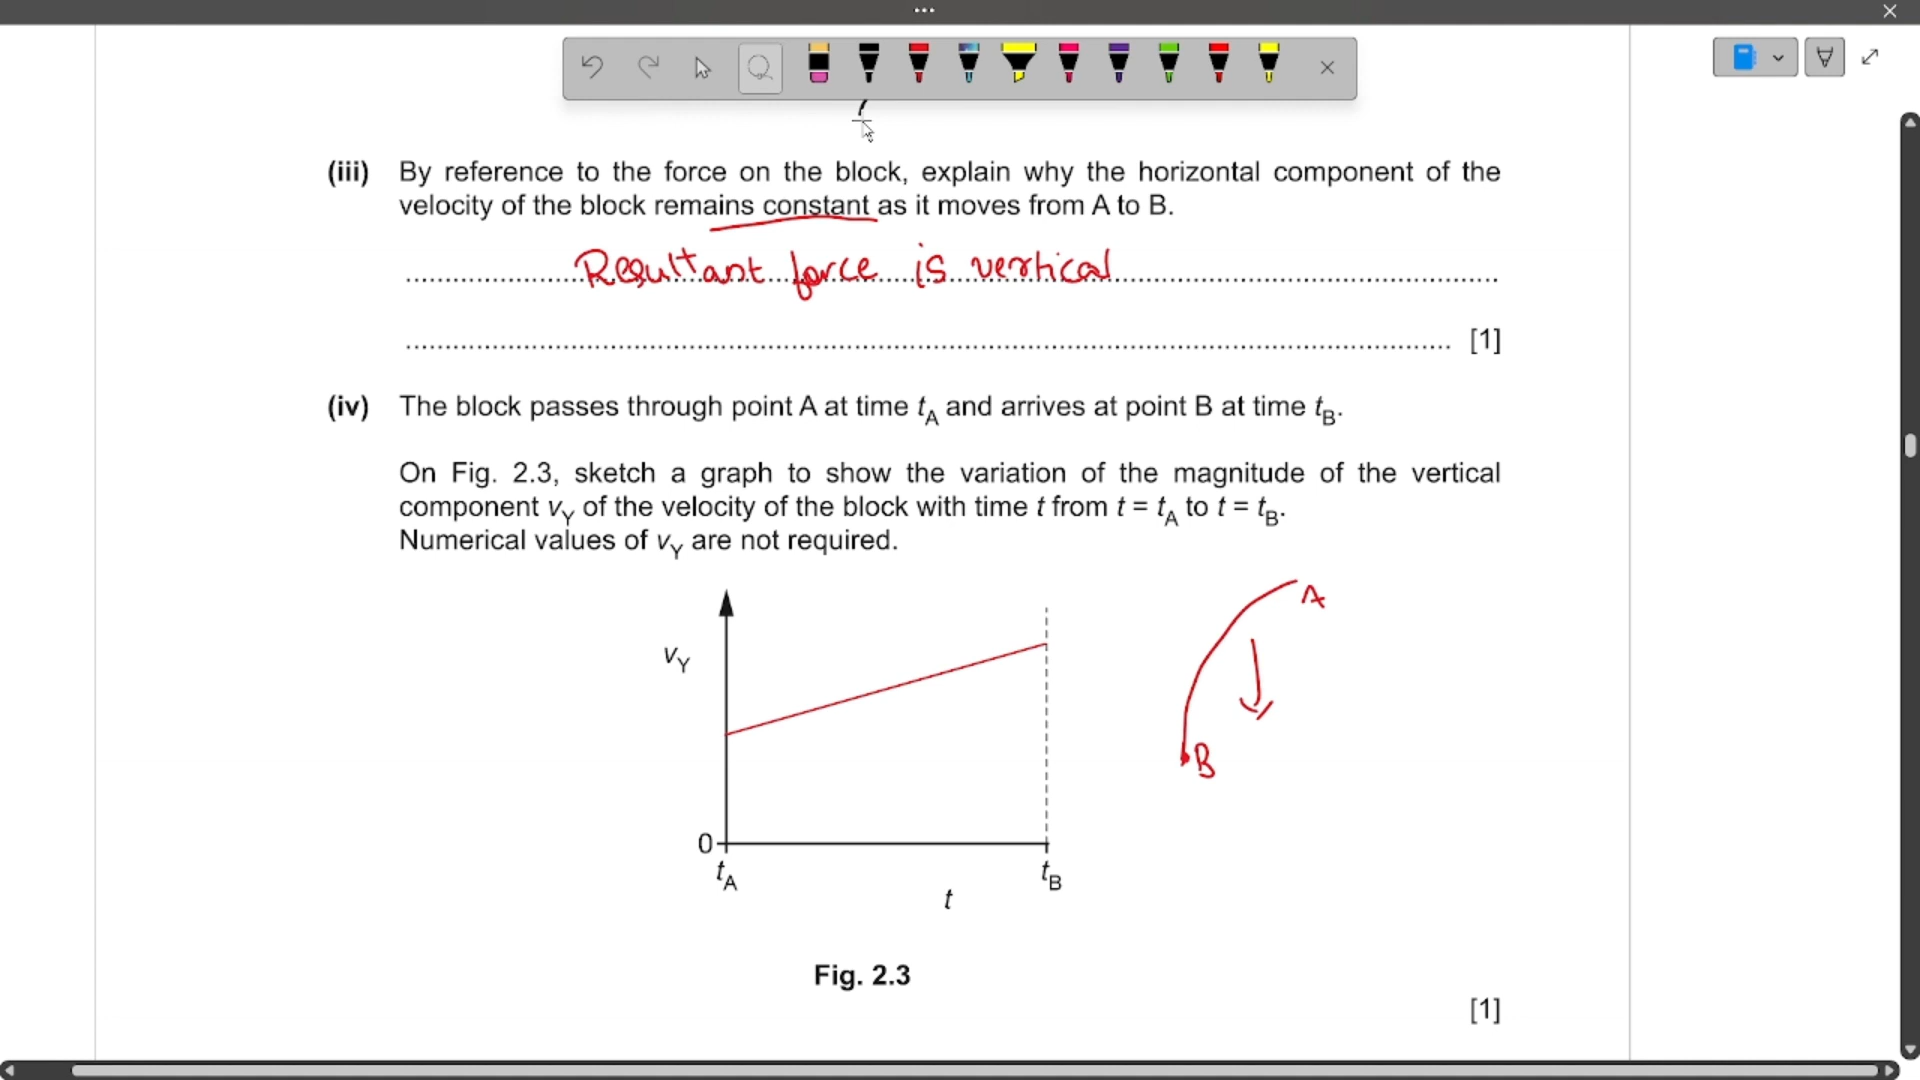 (iii) By reference to the force on the block, explain why the horizontal component of the
velocity of the block remains constant as it moves from A to B.
Resultant force is vertical
[1]
(iv) The block passes through point A at time tA and arrives at point B at time tB.
On Fig. 2.3, sketch a graph to show the variation of the magnitude of the vertical
component vY of the velocity of the block with time t from t = tA to t = tB.
Numerical values of vY are not required.
A
vY
B
0
tA tB
t
Fig. 2.3
[1]